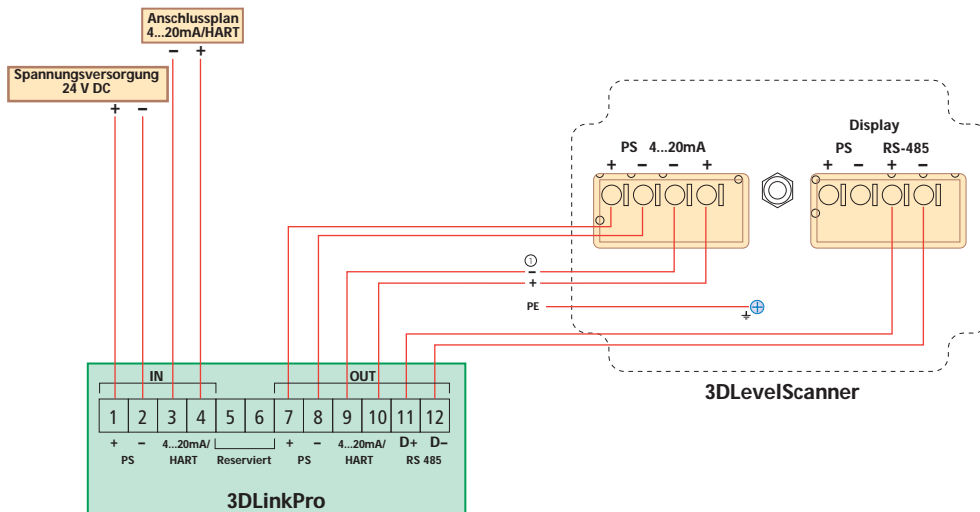 Anschlussplan
4...20mA/HART
− +
Spannungsversorgung
24 V DC
+ −
Display
PS 4...20mA
+ − − +
PS RS-485
+ − + −
1
−
+
PE
3DLevelScanner
IN OUT
1 2 3 4 5 6 7 8 9 10 11 12
+ − 4...20mA/ + − 4...20mA/ D+ D−
PS HART Reserviert PS HART RS 485
3DLinkPro